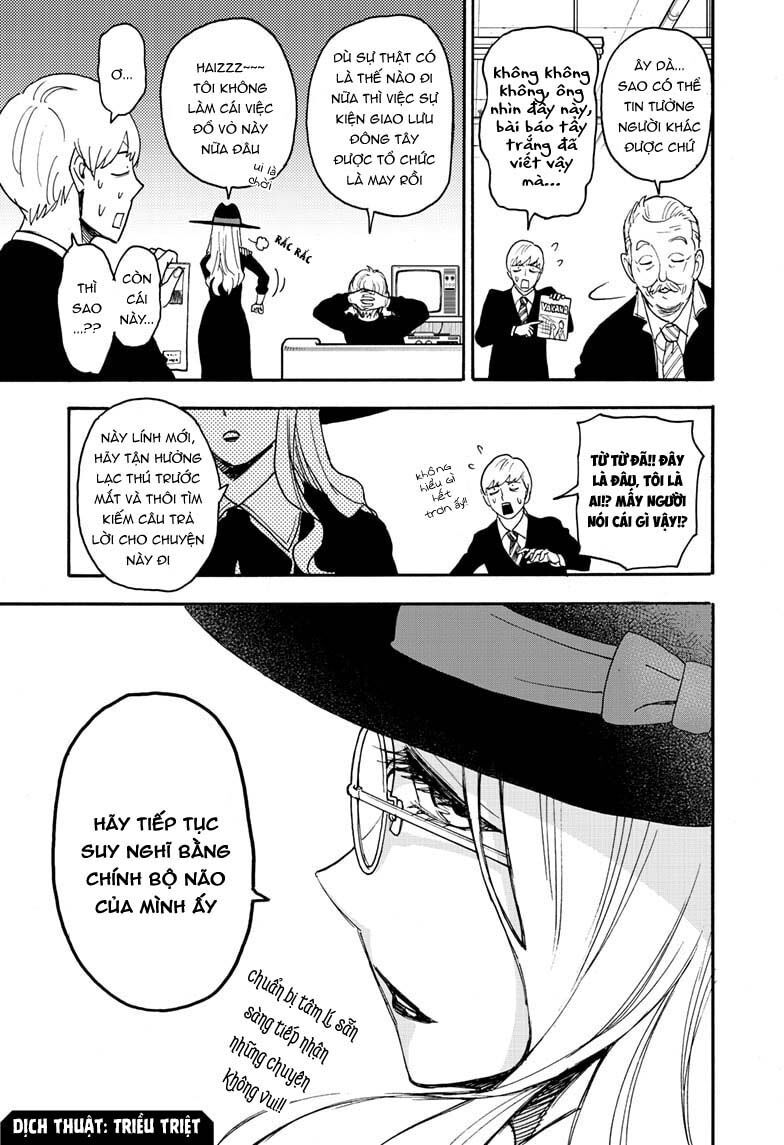 ÂY DÀ...
SAO CÓ THỂ
TIN TƯỞNG
NGƯỜI KHÁC
ĐƯỢC CHỨ
không không
không, ông
nhìn đây này,
bài báo tây
trắng đã
viết vậy
mà...
DÙ SỰ THẬT CÓ
LÀ THẾ NÀO ĐI
NỮA THÌ VIỆC SỰ
KIỆN GIAO LƯU
ĐÔNG TÂY
ĐƯỢC TỔ CHỨC
LÀ MAY RỒI
HAIZZZ~~~
TÔI KHÔNG
LÀM CÁI VIỆC
ĐỔ VỎ NÀY
NỮA ĐÂU
ui là
chời
RẮC RẮC
Ơ...
CÒN
CÁI
NÀY...
THÌ
SAO
...??
TỪ TỪ ĐÃ!! ĐÂY
LÀ ĐÂU, TÔI LÀ
AI!? MẤY NGƯỜI
NÓI CÁI GÌ VẬY!?
không
hiểu gì
hết
trơn ấy!!
NÀY LÍNH MỚI,
HÃY TẬN HƯỞNG
LẠC THÚ TRƯỚC
MẮT VÀ THÔI TÌM
KIẾM CÂU TRẢ
LỜI CHO CHUYỆN
NÀY ĐI
HÃY TIẾP TỤC
SUY NGHĨ BẰNG
CHÍNH BỘ NÃO
CỦA MÌNH ẤY
chuẩn bị tâm lí, sẵn
sàng tiếp nhận
những chuyện
không vui!!
DỊCH THUẬT: TRIỀU TRIỆT